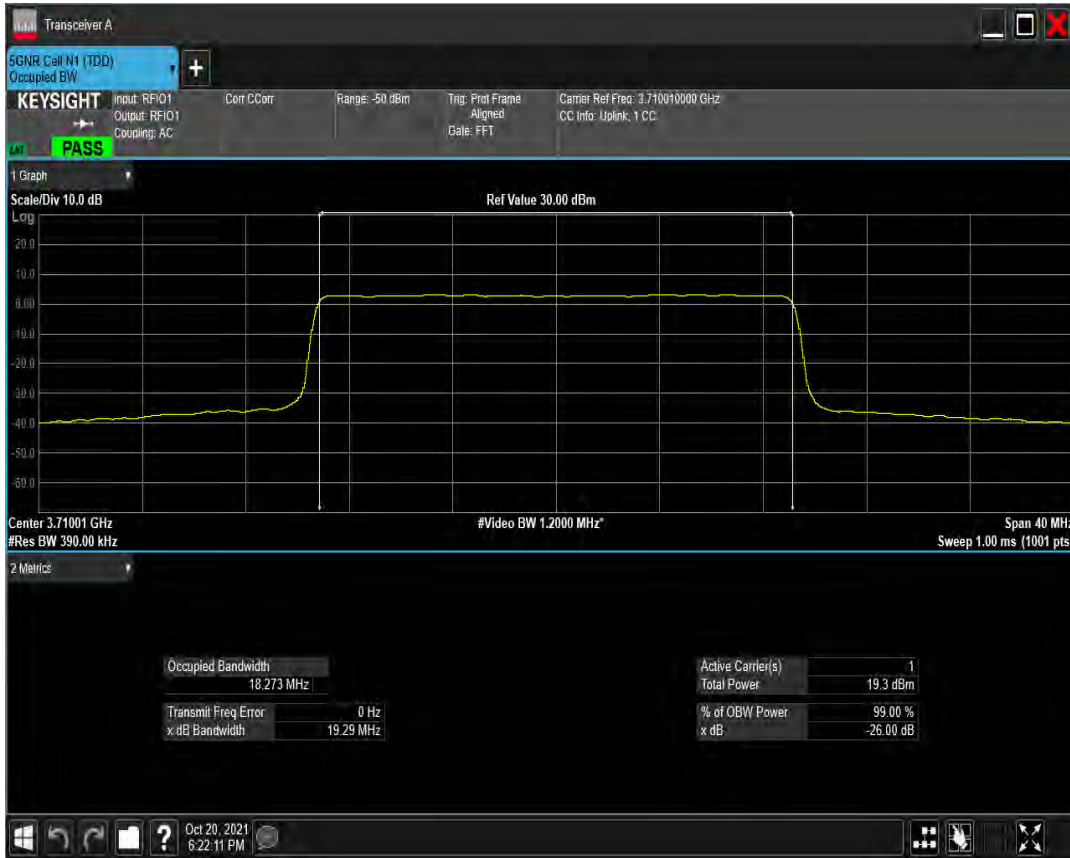 Transceiver A
5GNR Cell N1 (TDD)
Occupied BW
KEYSIGHT
PASS
Input: RFIO1
Output: RFIO1
Coupling: AC
Corr CCorr
Range: -50 dBm
Trig: Prot Frame
Aligned
Gate: FFT
Carrier Ref Freq: 3.710010000 GHz
CC Info: Uplink, 1 CC
1 Graph
Scale/Div 10.0 dB
Ref Value 30.00 dBm
Log
20.0
10.0
0.00
-10.0
-20.0
-30.0
-40.0
-50.0
-60.0
Center 3.71001 GHz
#Video BW 1.2000 MHz*
Span 40 MHz
#Res BW 390.00 kHz
Sweep 1.00 ms (1001 pts
2 Metrics
Occupied Bandwidth
18.273 MHz
Transmit Freq Error 0 Hz
x dB Bandwidth 19.29 MHz
Active Carrier(s) 1
Total Power 19.3 dBm
% of OBW Power 99.00 %
x dB -26.00 dB
Oct 20, 2021
6:22:11 PM